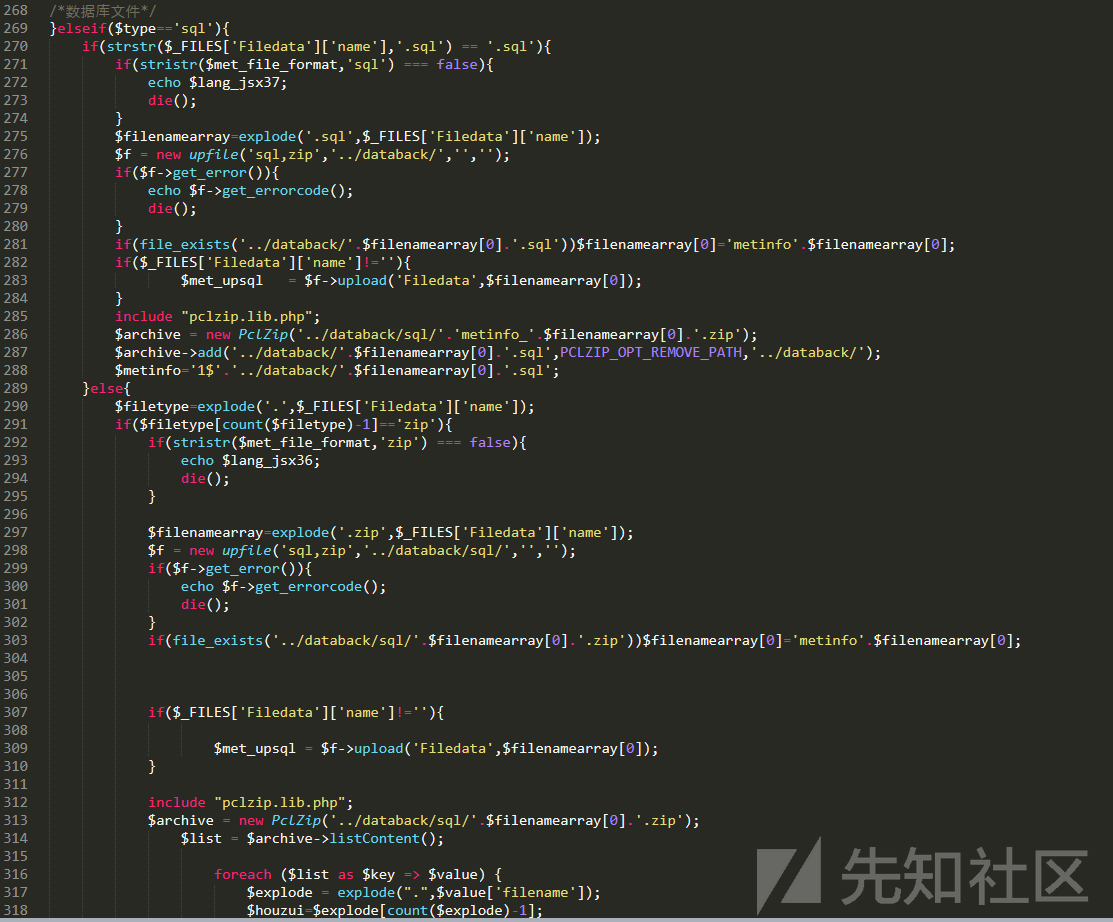 268 /*数据库文件*/
269 }elseif($type=='sql'){
270 if(strstr($_FILES['Filedata']['name'],'.sql') == '.sql'){
271 if(stristr($met_file_format,'sql') === false){
272 echo $lang_jsx37;
273 die();
274 }
275 $filenamearray=explode('.sql',$_FILES['Filedata']['name']);
276 $f = new upfile('sql,zip','../databack/','','');
277 if($f->get_error()){
278 echo $f->get_errorcode();
279 die();
280 }
281 if(file_exists('../databack/'.$filenamearray[0].'.sql'))$filenamearray[0]='metinfo'.$filenamearray[0];
282 if($_FILES['Filedata']['name']!=''){
283 $met_upsql = $f->upload('Filedata',$filenamearray[0]);
284 }
285 include "pclzip.lib.php";
286 $archive = new PclZip('../databack/sql/'.'metinfo_'.$filenamearray[0].'.zip');
287 $archive->add('../databack/'.$filenamearray[0].'.sql',PCLZIP_OPT_REMOVE_PATH,'../databack/');
288 $metinfo='1$'.'../databack/'.$filenamearray[0].'.sql';
289 }else{
290 $filetype=explode('.',$_FILES['Filedata']['name']);
291 if($filetype[count($filetype)-1]=='zip'){
292 if(stristr($met_file_format,'zip') === false){
293 echo $lang_jsx36;
294 die();
295 }
296
297 $filenamearray=explode('.zip',$_FILES['Filedata']['name']);
298 $f = new upfile('sql,zip','../databack/sql/','','');
299 if($f->get_error()){
300 echo $f->get_errorcode();
301 die();
302 }
303 if(file_exists('../databack/sql/'.$filenamearray[0].'.zip'))$filenamearray[0]='metinfo'.$filenamearray[0];
304
305
306
307 if($_FILES['Filedata']['name']!=''){
308
309 $met_upsql = $f->upload('Filedata',$filenamearray[0]);
310 }
311
312 include "pclzip.lib.php";
313 $archive = new PclZip('../databack/sql/'.$filenamearray[0].'.zip');
314 $list = $archive->listContent();
315
316 foreach ($list as $key => $value) {
317 $explode = explode(".",$value['filename']);
318 $houzui=$explode[count($explode)-1];
先知社区